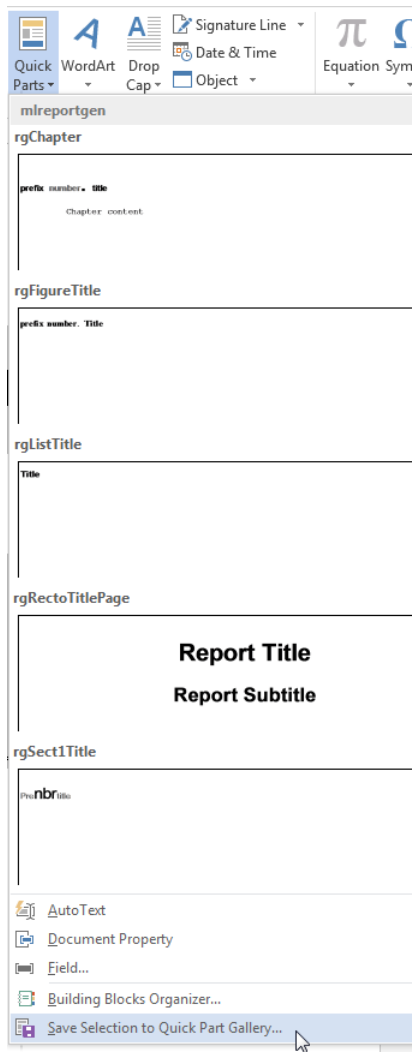 Signature Line
Date & Time
Object
Quick Parts
WordArt
Drop Cap
Equation
Sym
mlreportgen
rgChapter
prefix number. title
Chapter content
rgFigureTitle
prefix number. Title
rgListTitle
Title
rgRectoTitlePage
Report Title
Report Subtitle
rgSect1Title
Prenbrtitle
AutoText
Document Property
Field...
Building Blocks Organizer...
Save Selection to Quick Part Gallery...